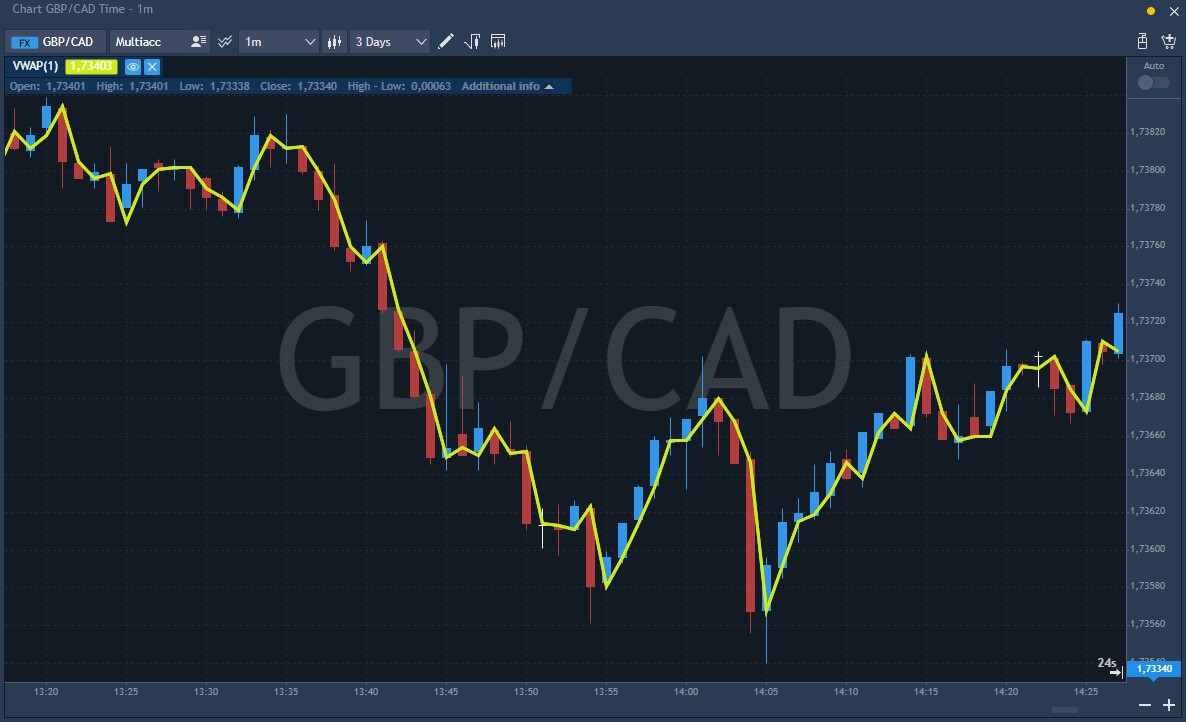 Chart GBP/CAD Time - 1m
FX GBP/CAD Multiacc 1m 3 Days
VWAP(1) 1,73403
Auto
Open: 1,73401 High: 1,73401 Low: 1,73338 Close: 1,73340 High - Low: 0,00063 Additional info
GBP/CAD
1,73820
1,73800
1,73780
1,73760
1,73740
1,73720
1,73700
1,73680
1,73660
1,73640
1,73620
1,73600
1,73580
1,73560
1,73540
24s
1,73340
13:20 13:25 13:30 13:35 13:40 13:45 13:50 13:55 14:00 14:05 14:10 14:15 14:20 14:25